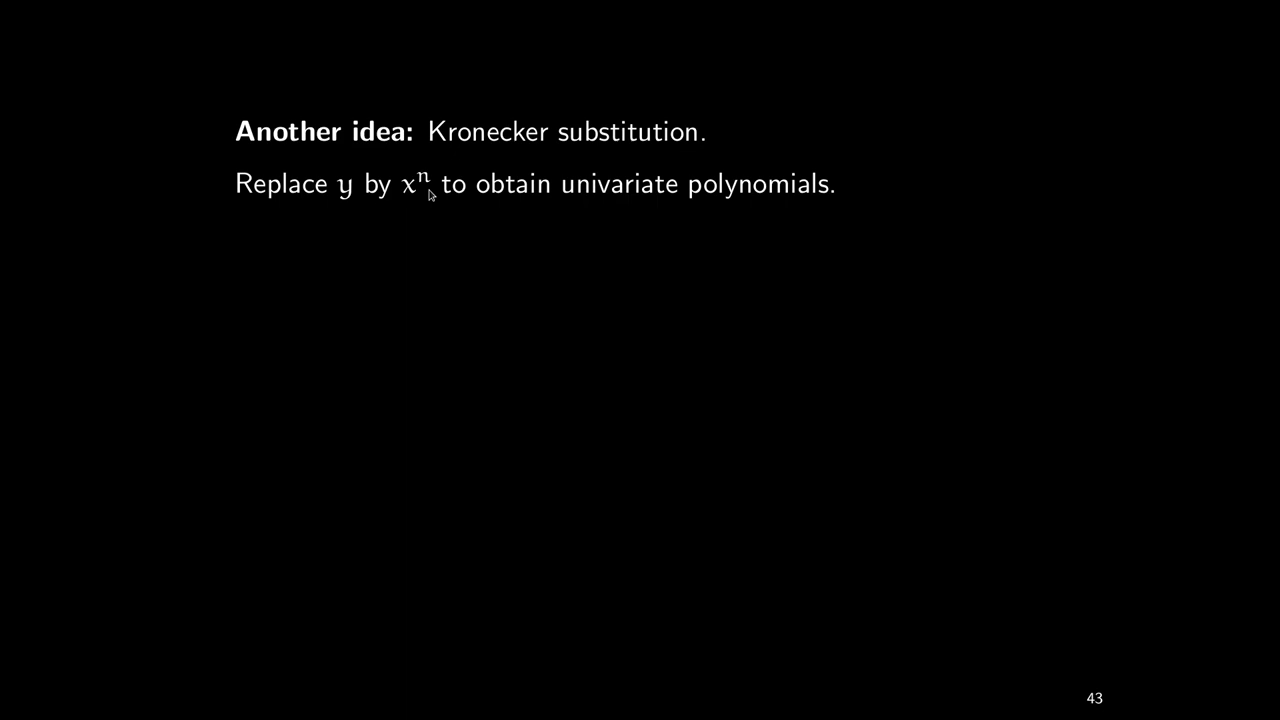 Another idea: Kronecker substitution.
Replace y by xⁿ to obtain univariate polynomials.
43